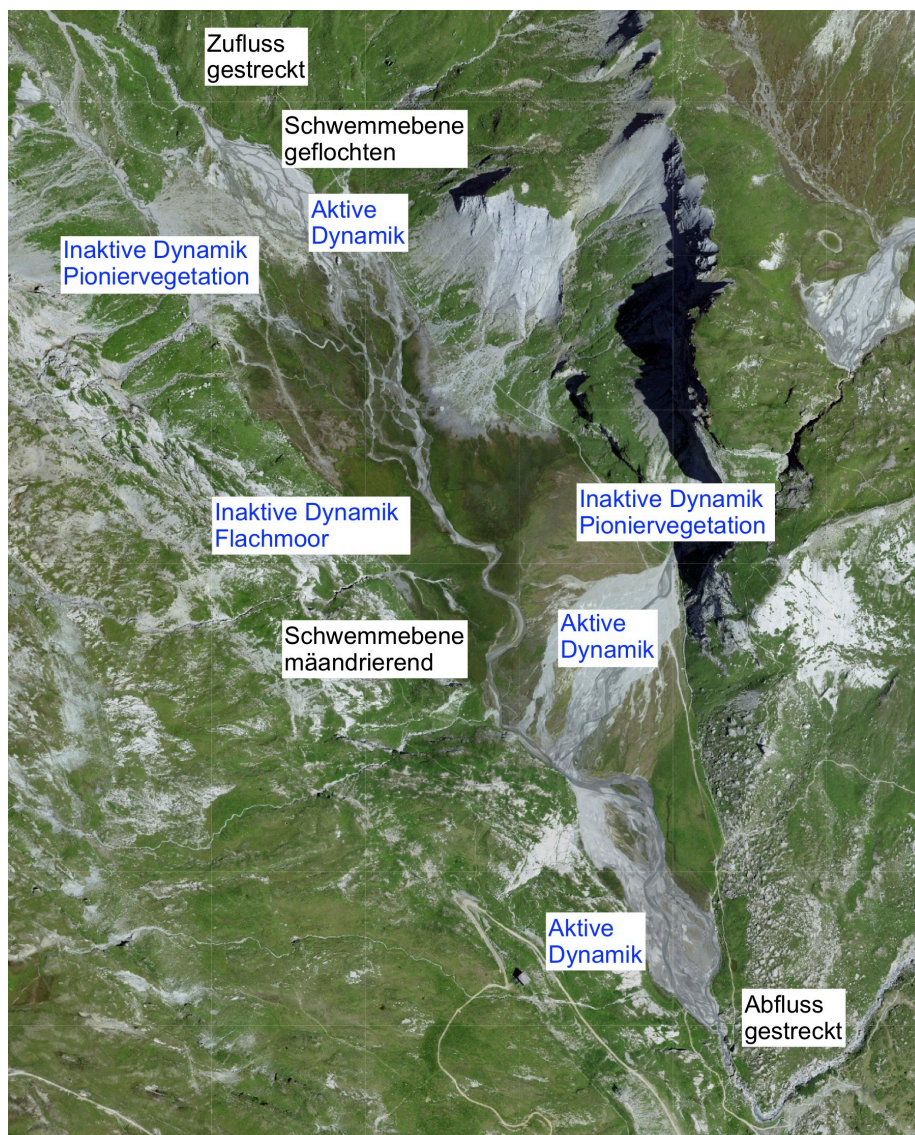 Zufluss
gestreckt
Schwemmebene
geflochten
Aktive
Dynamik
Inaktive Dynamik
Pioniervegetation
Inaktive Dynamik
Flachmoor
Inaktive Dynamik
Pioniervegetation
Aktive
Dynamik
Schwemmebene
mäandrierend
Aktive
Dynamik
Abfluss
gestreckt